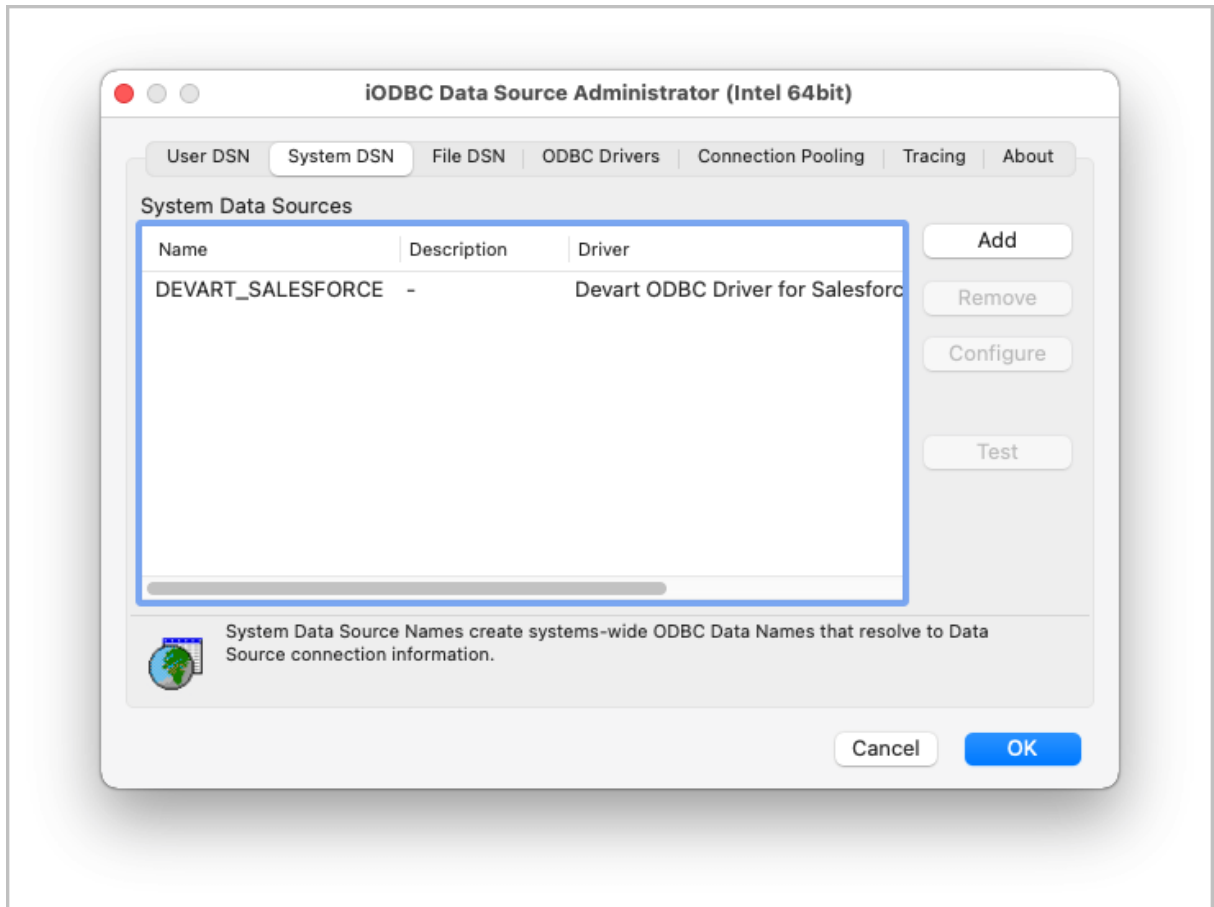 iODBC Data Source Administrator (Intel 64bit)
User DSN System DSN File DSN ODBC Drivers Connection Pooling Tracing About
System Data Sources
Name Description Driver
Add
DEVART_SALESFORCE - Devart ODBC Driver for Salesforc
Remove
Configure
Test
System Data Source Names create systems-wide ODBC Data Names that resolve to Data
Source connection information.
Cancel OK